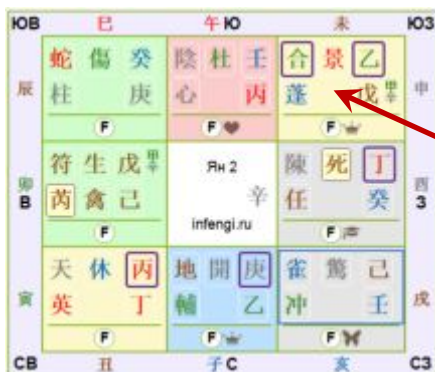 ЮВ 巳 午 Ю 未 ЮЗ
蛇 傷 癸 陰 杜 壬 合 景 乙
辰 柱 庚 心 丙 蓬 戊 甲辛 申
F F F
符 生 戊 甲辛 Ян 2 陳 死 丁
卯 芮 禽 己 辛 任 癸 酉
В infengi.ru З
F F
天 休 丙 地 開 庚 雀 驚 己
寅 英 丁 輔 乙 冲 壬 戌
F F F
СВ 丑 子 С 亥 СЗ